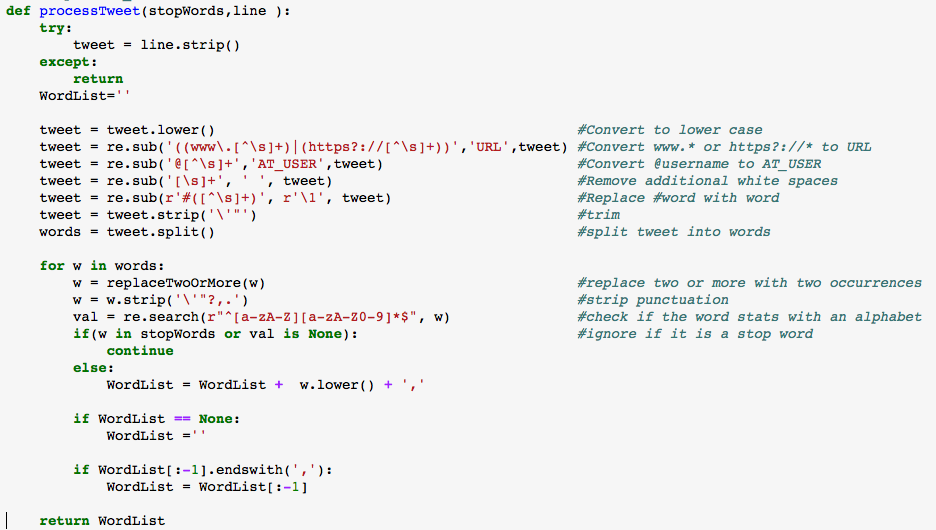 def processTweet(stopWords,line ):
    try:
        tweet = line.strip()
    except:
        return
    WordList=''

    tweet = tweet.lower()                                            #Convert to lower case
    tweet = re.sub('((www\.[^\s]+)|(https?://[^\s]+))','URL',tweet) #Convert www.* or https?://* to URL
    tweet = re.sub('@[^\s]+','AT_USER',tweet)                        #Convert @username to AT_USER
    tweet = re.sub('[\s]+', ' ', tweet)                              #Remove additional white spaces
    tweet = re.sub(r'#([^\s]+)', r'\1', tweet)                       #Replace #word with word
    tweet = tweet.strip('\'"')                                       #trim
    words = tweet.split()                                            #split tweet into words

    for w in words:
        w = replaceTwoOrMore(w)                                      #replace two or more with two occurrences
        w = w.strip('\'"?,.')                                        #strip punctuation
        val = re.search(r"^[a-zA-Z][a-zA-Z0-9]*$", w)                #check if the word stats with an alphabet
        if(w in stopWords or val is None):                           #ignore if it is a stop word
            continue
        else:
            WordList = WordList +  w.lower() + ','

        if WordList == None:
            WordList =''

        if WordList[:-1].endswith(','):
            WordList = WordList[:-1]

    return WordList